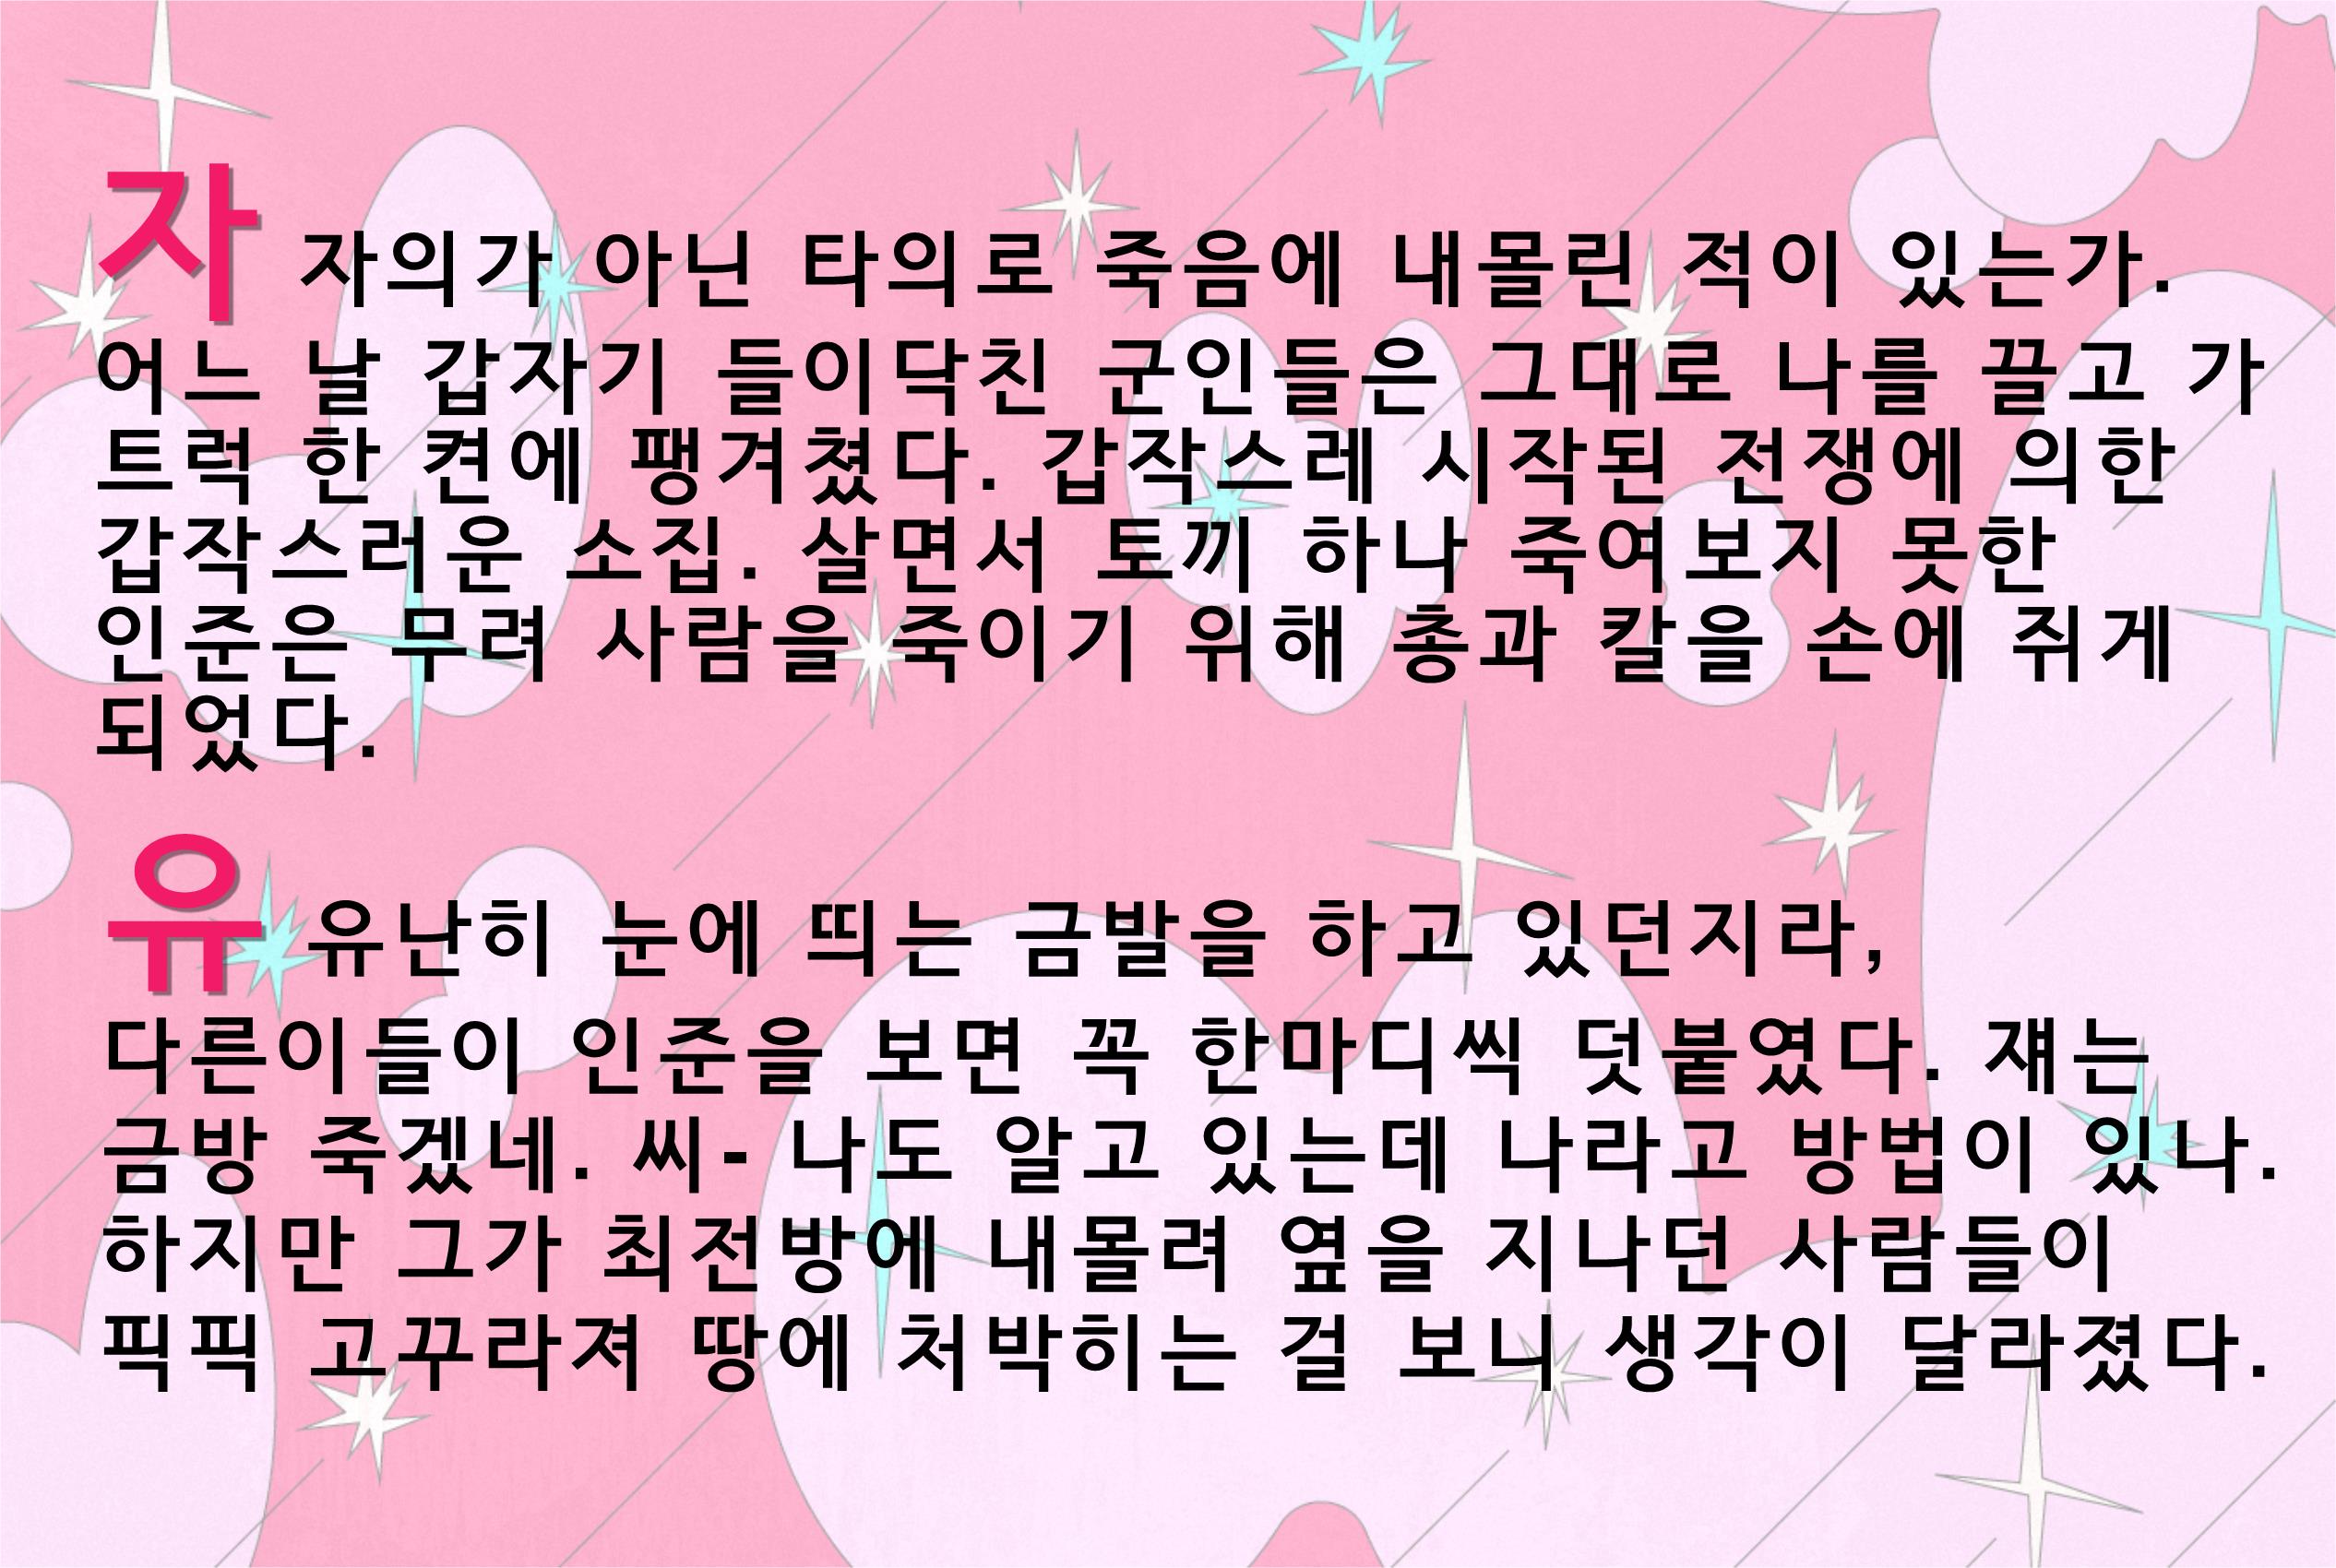 자 자의가 아닌 타의로 죽음에 내몰린 적이 있는가.
어느 날 갑자기 들이닥친 군인들은 그대로 나를 끌고 가
트럭 한 켠에 팽겨쳤다. 갑작스레 시작된 전쟁에 의한
갑작스러운 소집. 살면서 토끼 하나 죽여보지 못한
인준은 무려 사람을 죽이기 위해 총과 칼을 손에 쥐게
되었다.
유 유난히 눈에 띄는 금발을 하고 있던지라,
다른이들이 인준을 보면 꼭 한마디씩 덧붙였다. 쟤는
금방 죽겠네. 씨- 나도 알고 있는데 나라고 방법이 있나.
하지만 그가 최전방에 내몰려 옆을 지나던 사람들이
픽픽 고꾸라져 땅에 처박히는 걸 보니 생각이 달라졌다.